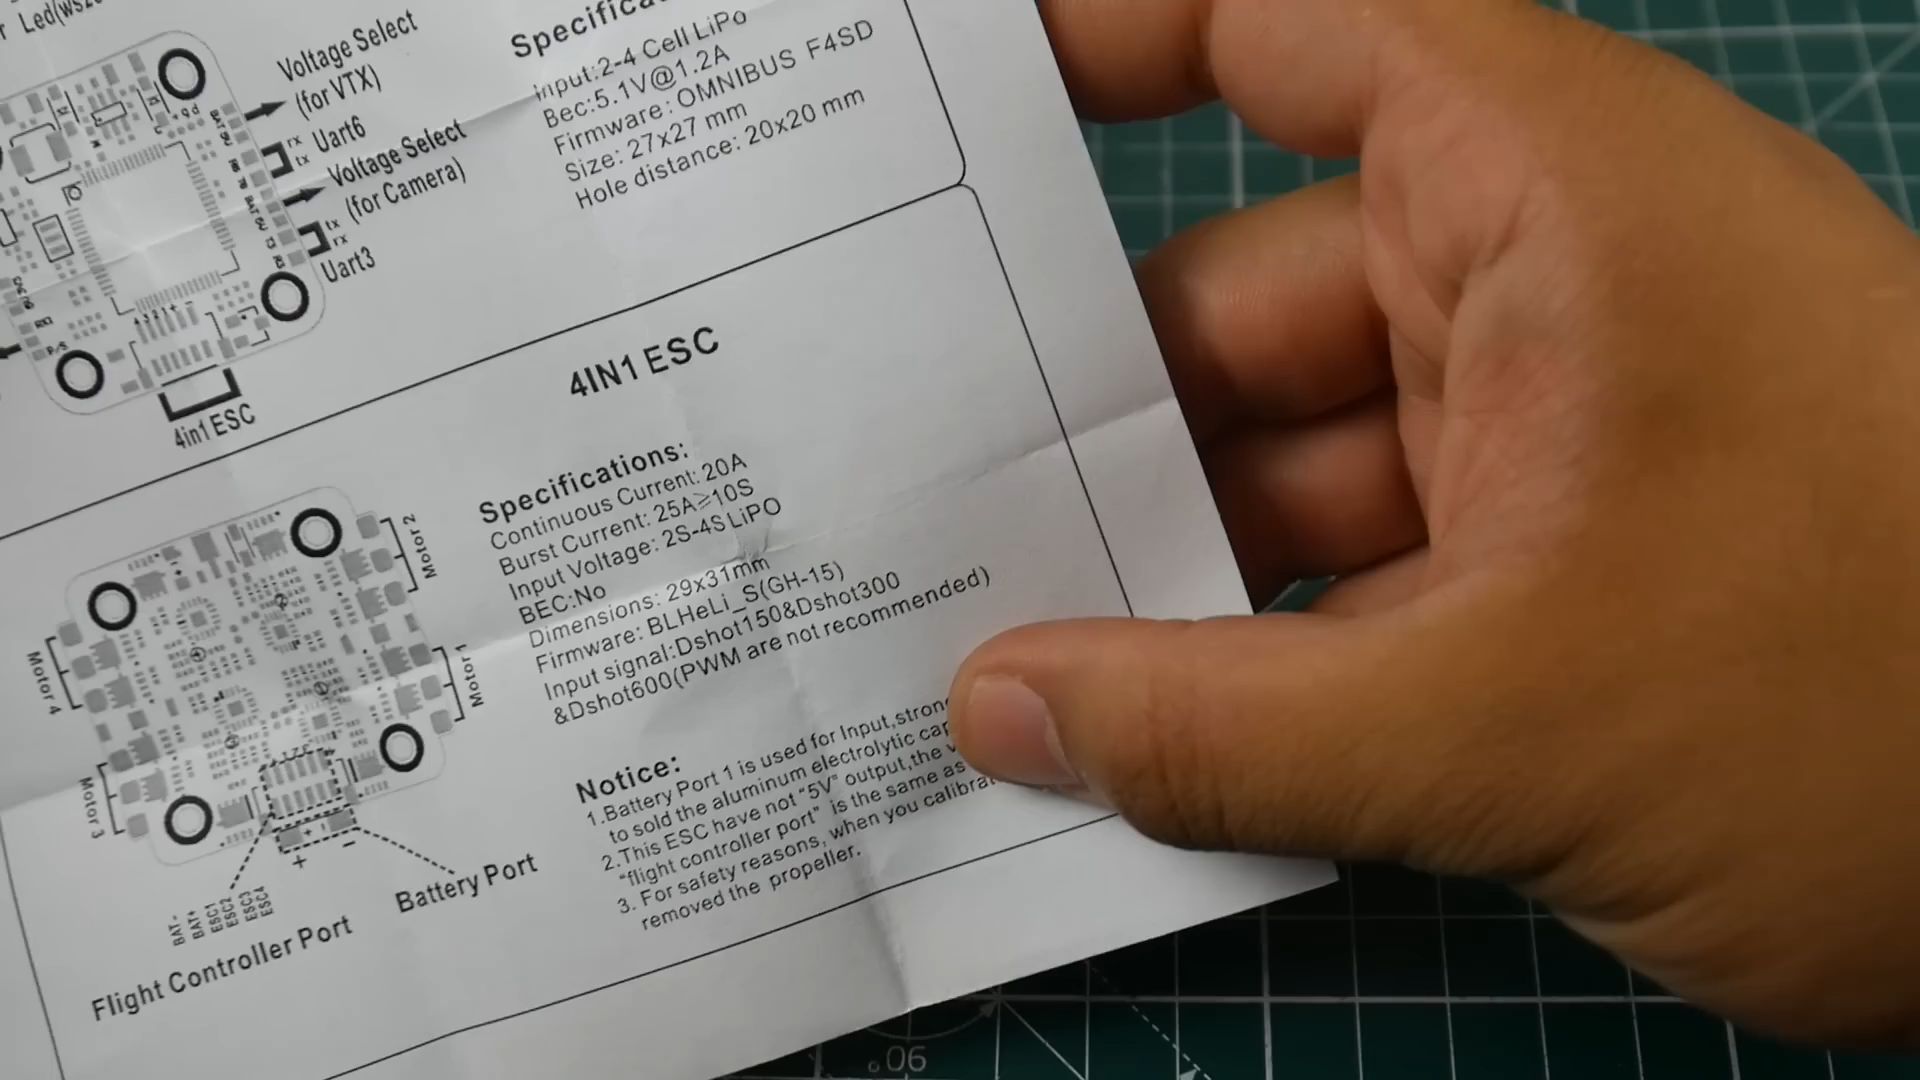 Led(ws2
Voltage Select
(for VTX)
rx
tx
Uart6
Voltage Select
(for Camera)
tx
rx
Uart3
4in1 ESC
Input:2-4 Cell LiPo
Bec:5.1V@1.2A
Firmware: OMNIBUS F4SD
Size: 27x27 mm
Hole distance: 20x20 mm
4IN1 ESC
Motor 2
Motor 1
Motor 4
Motor 3
+ -
BAT-
BAT+
ESC1
ESC2
ESC3
ESC4
Flight Controller Port
Battery Port
Specifications:
Continuous Current: 20A
Burst Current: 25A≥10S
Input Voltage: 2S-4S LiPO
BEC:No
Dimensions: 29x31mm
Firmware: BLHeLi_S(GH-15)
Input signal:Dshot150&Dshot300
&Dshot600(PWM are not recommended)
Notice:
1.Battery Port 1 is used for Input,stron
to sold the aluminum electrolytic ca
2.This ESC have not "5V" output,the
"flight controller port" is the same as
3. For safety reasons, when you calibra
removed the propeller.
.06